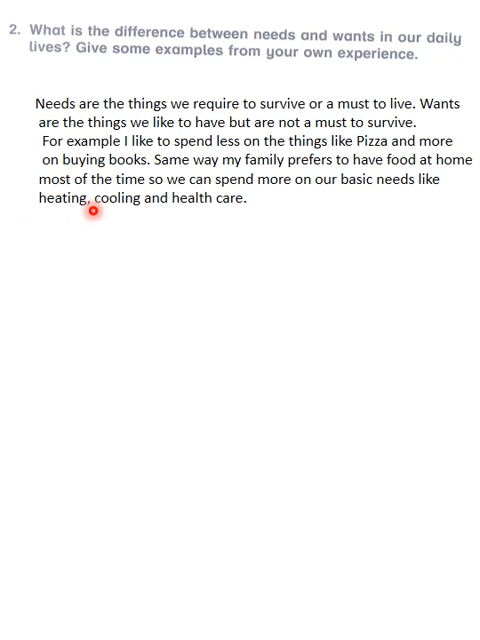 2. What is the difference between needs and wants in our daily
lives? Give some examples from your own experience.
Needs are the things we require to survive or a must to live. Wants
are the things we like to have but are not a must to survive.
For example I like to spend less on the things like Pizza and more
on buying books. Same way my family prefers to have food at home
most of the time so we can spend more on our basic needs like
heating, cooling and health care.